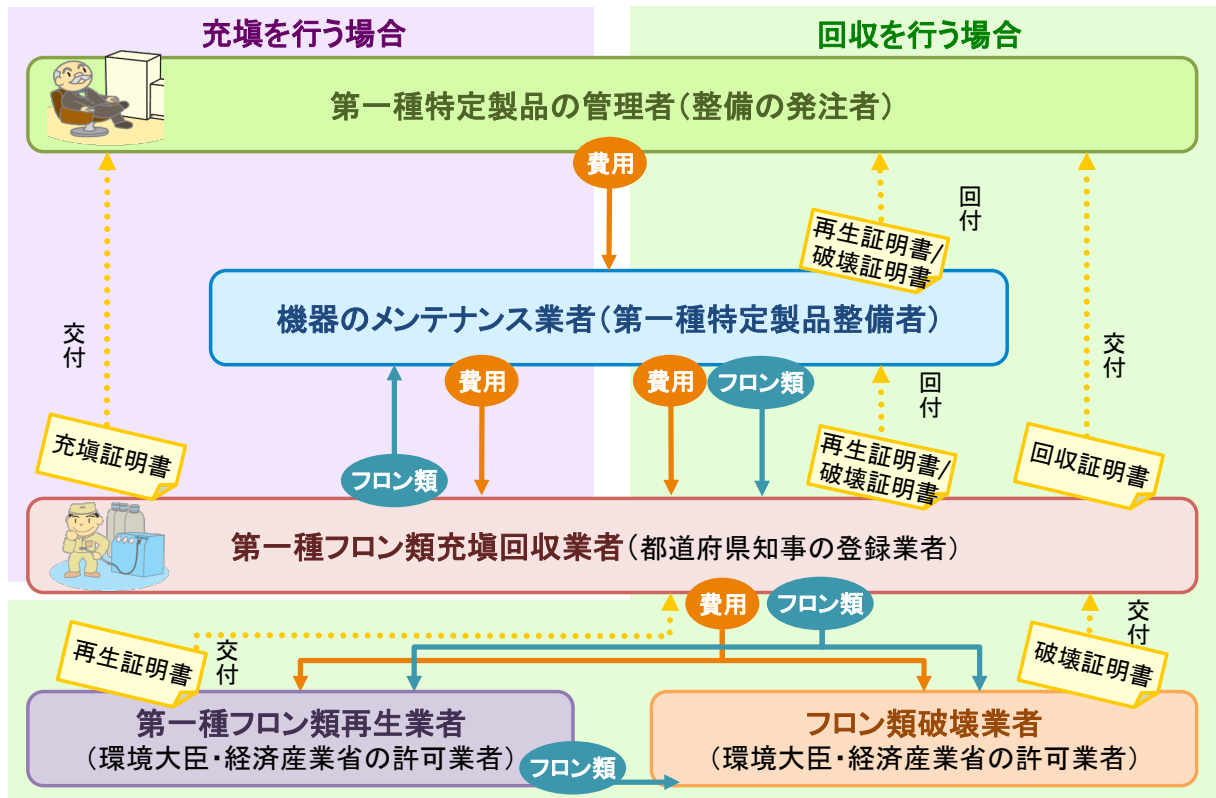 充塡を行う場合
回収を行う場合
第一種特定製品の管理者（整備の発注者）
費用
回
付
再生証明書/
破壊証明書
機器のメンテナンス業者（第一種特定製品整備者）
交
付
交
付
費用
費用
フロン類
回
付
充塡証明書
フロン類
再生証明書/
破壊証明書
回収証明書
第一種フロン類充塡回収業者（都道府県知事の登録業者）
費用
フロン類
再生証明書
交
付
交
付
破壊証明書
第一種フロン類再生業者
（環境大臣・経済産業省の許可業者）
フロン類
フロン類破壊業者
（環境大臣・経済産業省の許可業者）